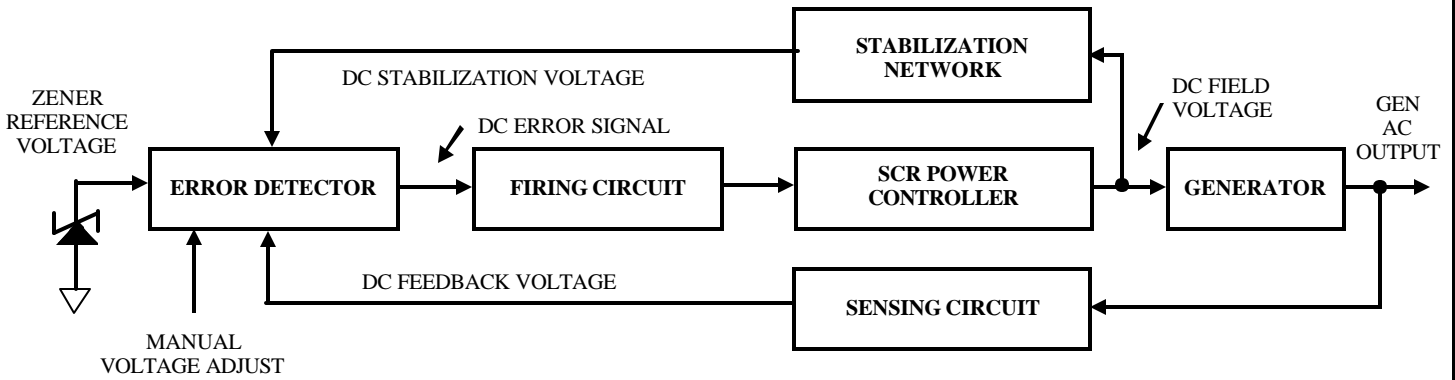 STABILIZATION
NETWORK
DC STABILIZATION VOLTAGE
DC FIELD
VOLTAGE
GEN
AC
OUTPUT
ZENER
REFERENCE
VOLTAGE
DC ERROR SIGNAL
ERROR DETECTOR
FIRING CIRCUIT
SCR POWER
CONTROLLER
GENERATOR
DC FEEDBACK VOLTAGE
SENSING CIRCUIT
MANUAL
VOLTAGE ADJUST